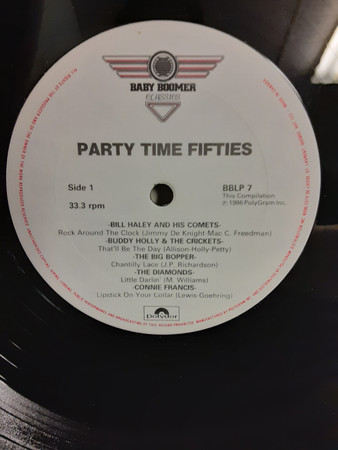 BABY BOOMER
CLASSICS
PARTY TIME FIFTIES
Side 1
BBLP 7
This Compilation
33.3 rpm
℗ 1986 PolyGram Inc.
-BILL HALEY AND HIS COMETS-
Rock Around The Clock (Jimmy De Knight-Mac C. Freedman)
-BUDDY HOLLY & THE CRICKETS-
That'll Be The Day (Allison-Holly-Petty)
-THE BIG BOPPER-
Chantilly Lace (J.P. Richardson)
-THE DIAMONDS-
Little Darlin' (M. Williams)
-CONNIE FRANCIS-
Lipstick On Your Collar (Lewis-Goehring)
Polydor